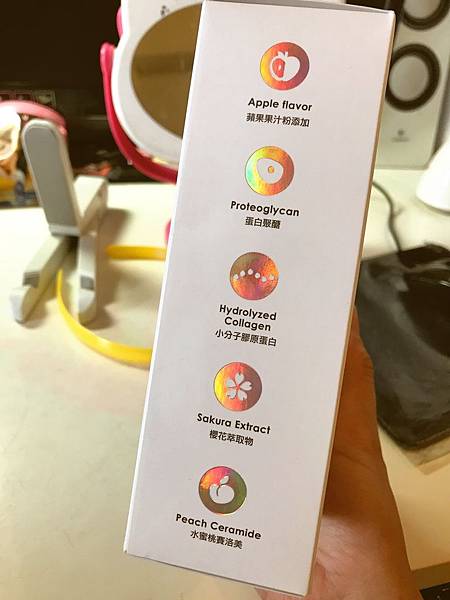 Apple flavor
蘋果果汁粉添加
Proteoglycan
蛋白聚醣
Hydrolyzed
Collagen
小分子膠原蛋白
Sakura Extract
櫻花萃取物
Peach Ceramide
水蜜桃賽洛美